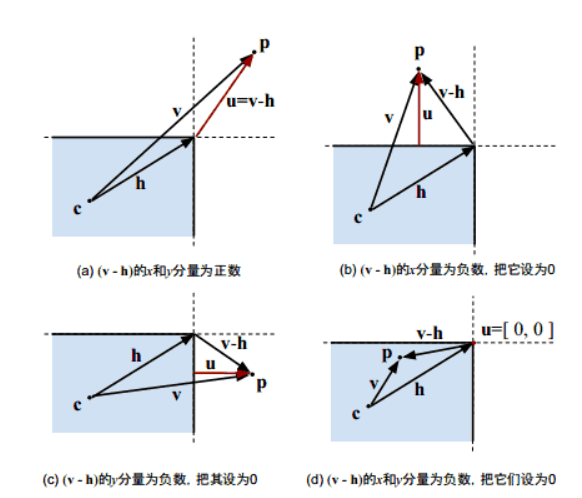 p
v
u=v-h
h
c
(a) (v - h)的x和y分量为正数
p
v-h
v
u
h
c
(b) (v - h)的x分量为负数, 把它设为0
h
v-h
u
p
v
c
(c) (v - h)的y分量为负数, 把其设为0
v-h
u=[ 0, 0 ]
p
v
h
c
(d) (v - h)的x和y分量为负数, 把它们设为0